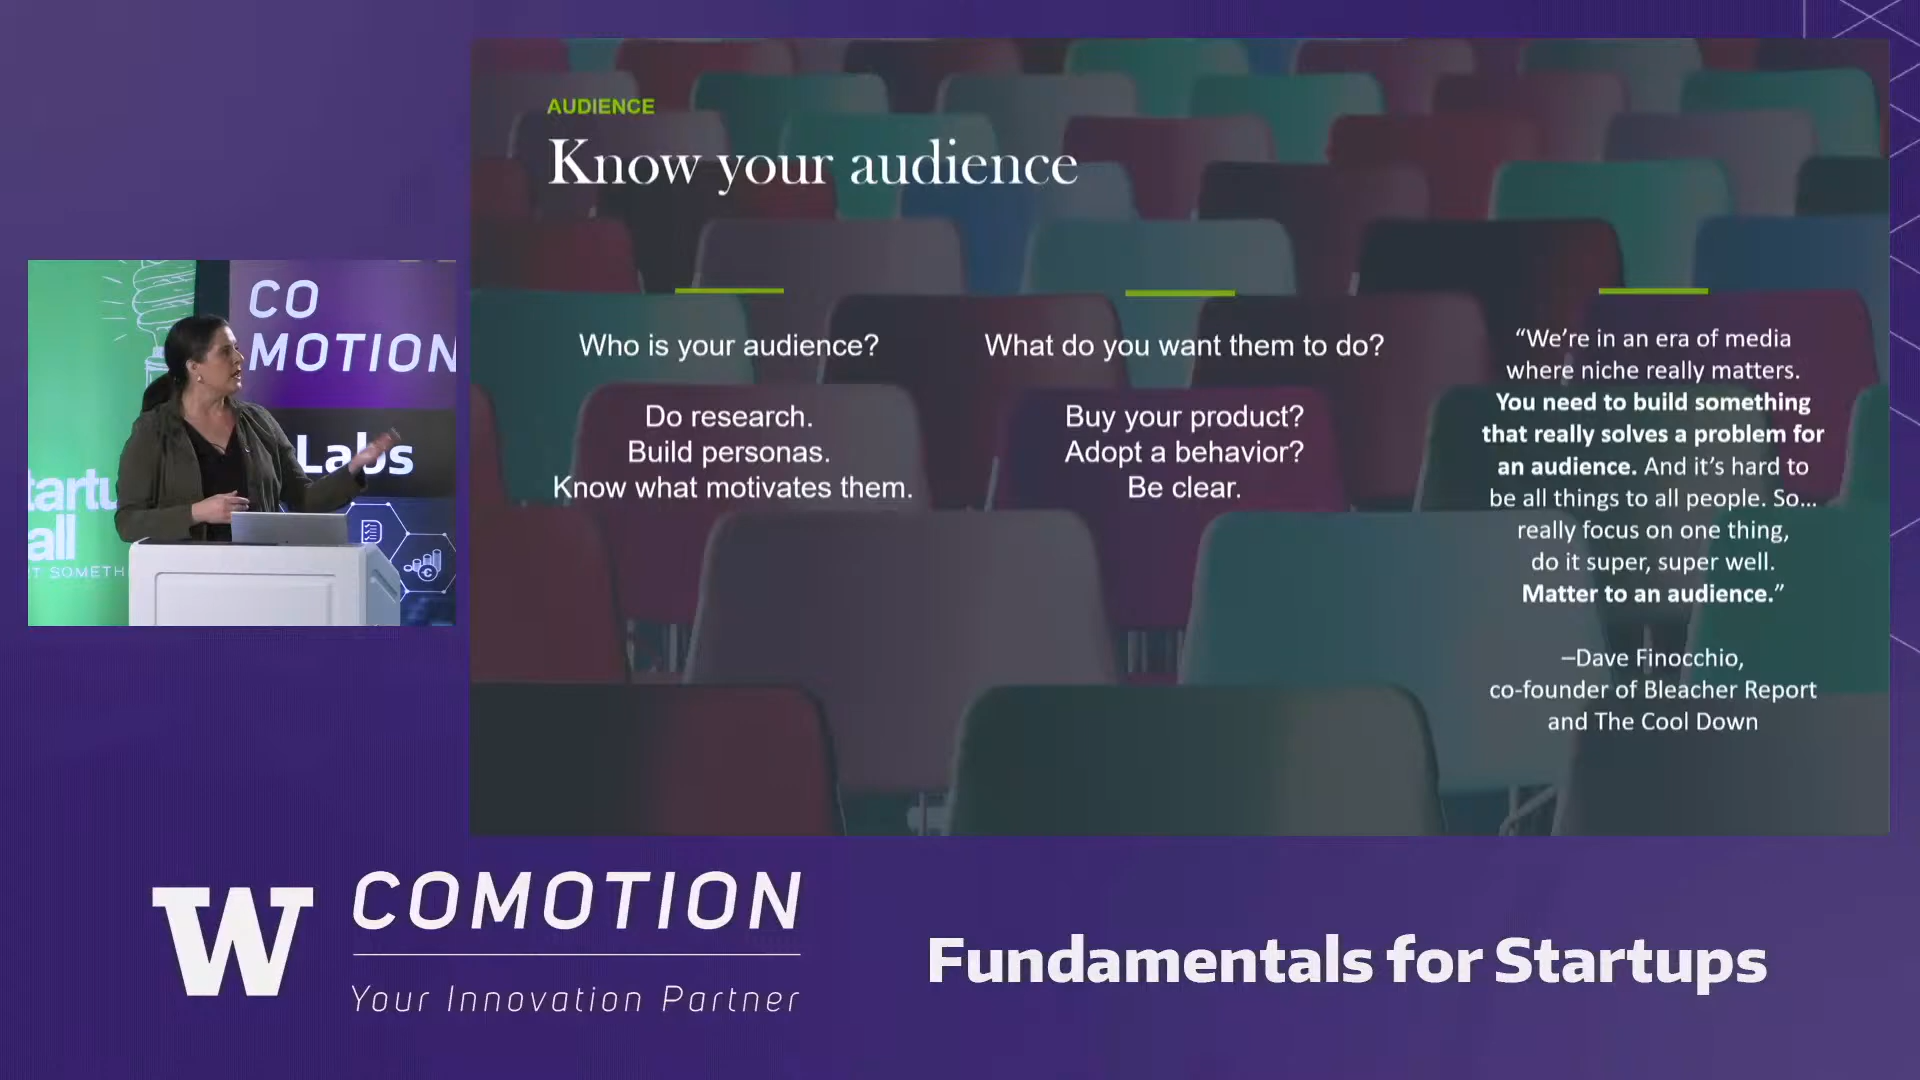 AUDIENCE
Know your audience
Who is your audience?
Do research.
Build personas.
Know what motivates them.
What do you want them to do?
Buy your product?
Adopt a behavior?
Be clear.
“We’re in an era of media
where niche really matters.
You need to build something
that really solves a problem for
an audience. And it’s hard to
be all things to all people. So...
really focus on one thing,
do it super, super well.
Matter to an audience.”
–Dave Finocchio,
co-founder of Bleacher Report
and The Cool Down
CO
MOTION
Labs
tartu
all
T SOMETH
W
COMOTION
Your Innovation Partner
Fundamentals for Startups